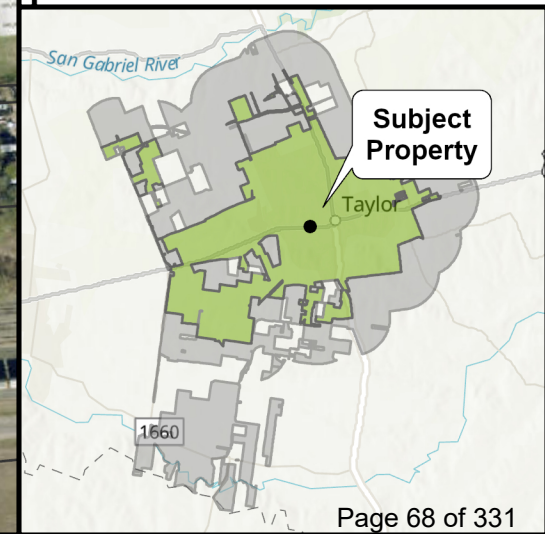 San Gabriel River
Subject
Property
Taylor
1660
Page 68 of 331